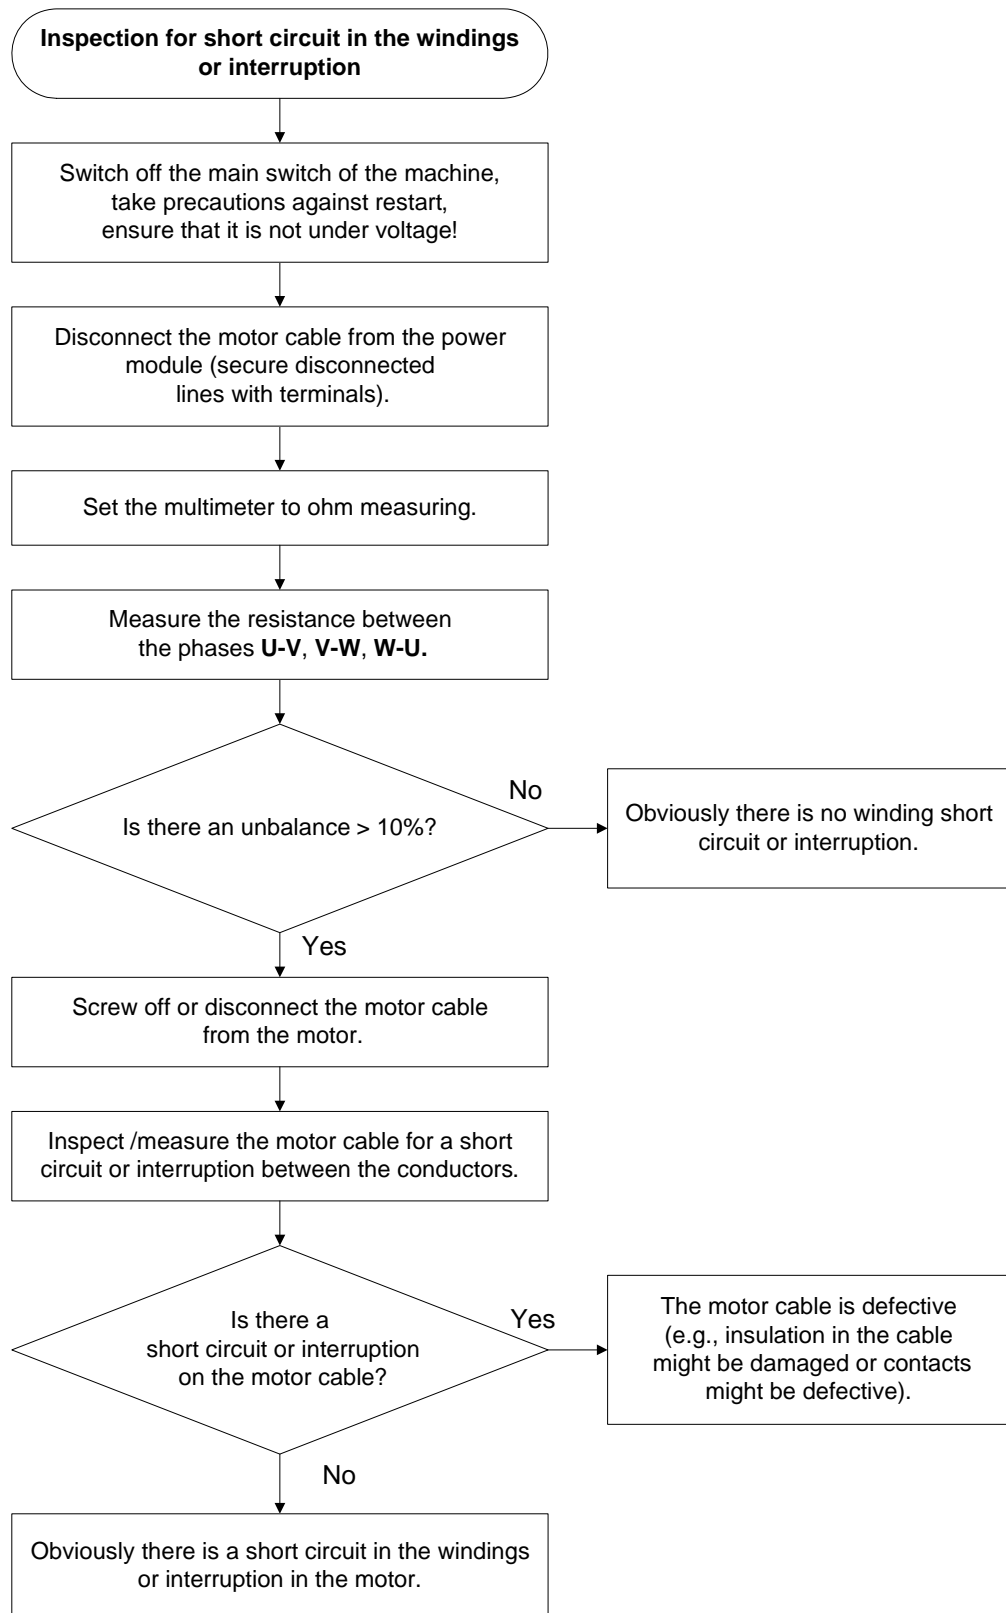 Inspection for short circuit in the windings
or interruption
Switch off the main switch of the machine,
take precautions against restart,
ensure that it is not under voltage!
Disconnect the motor cable from the power
module (secure disconnected
lines with terminals).
Set the multimeter to ohm measuring.
Measure the resistance between
the phases U-V, V-W, W-U.
Is there an unbalance > 10%?
No
Obviously there is no winding short
circuit or interruption.
Yes
Screw off or disconnect the motor cable
from the motor.
Inspect /measure the motor cable for a short
circuit or interruption between the conductors.
Is there a
short circuit or interruption
on the motor cable?
Yes
The motor cable is defective
(e.g., insulation in the cable
might be damaged or contacts
might be defective).
No
Obviously there is a short circuit in the windings
or interruption in the motor.